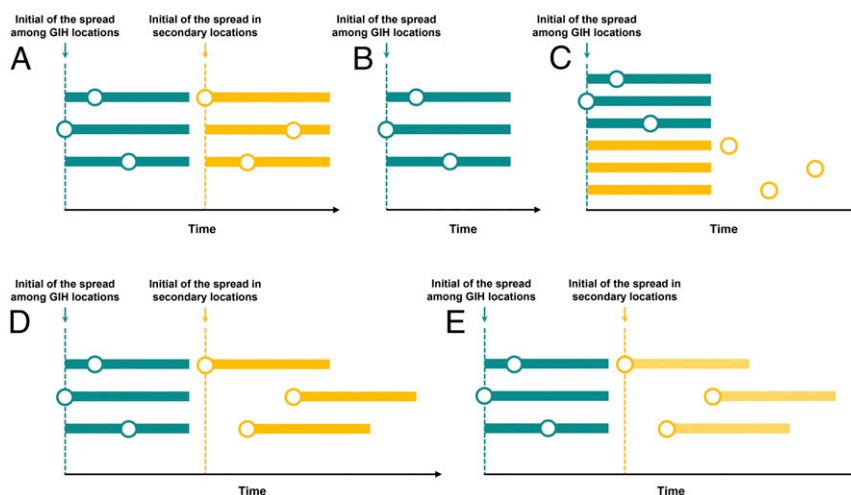 Initial of the spread
among GIH locations
Initial of the spread in
secondary locations
A
Time
Initial of the spread
among GIH locations
B
Time
Initial of the spread
among GIH locations
C
Time
Initial of the spread
among GIH locations
Initial of the spread in
secondary locations
D
Time
Initial of the spread
among GIH locations
Initial of the spread in
secondary locations
E
Time